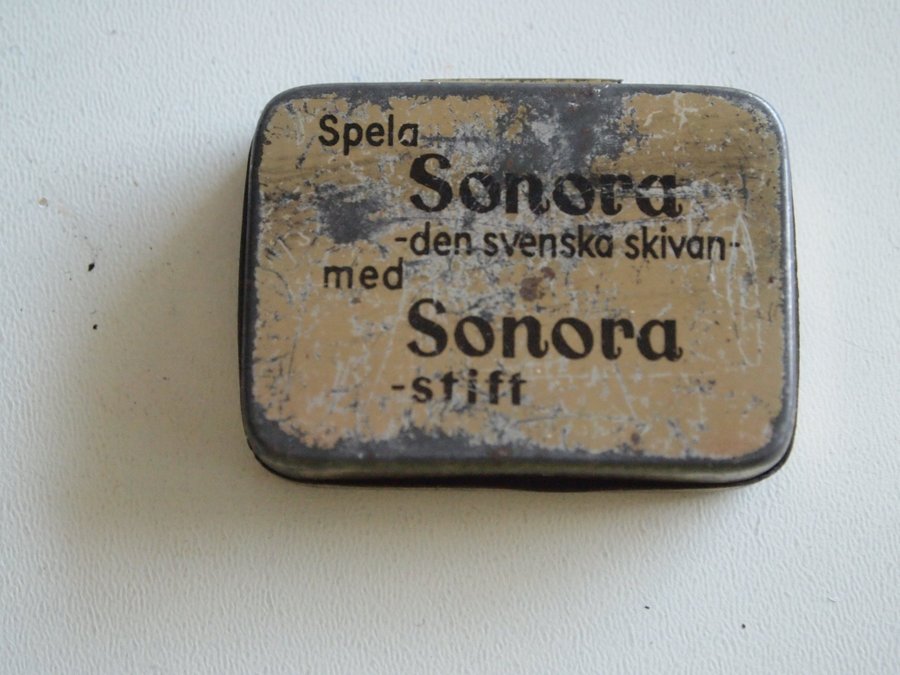 Spela
Sonora
-den svenska skivan-
med
Sonora
-stift